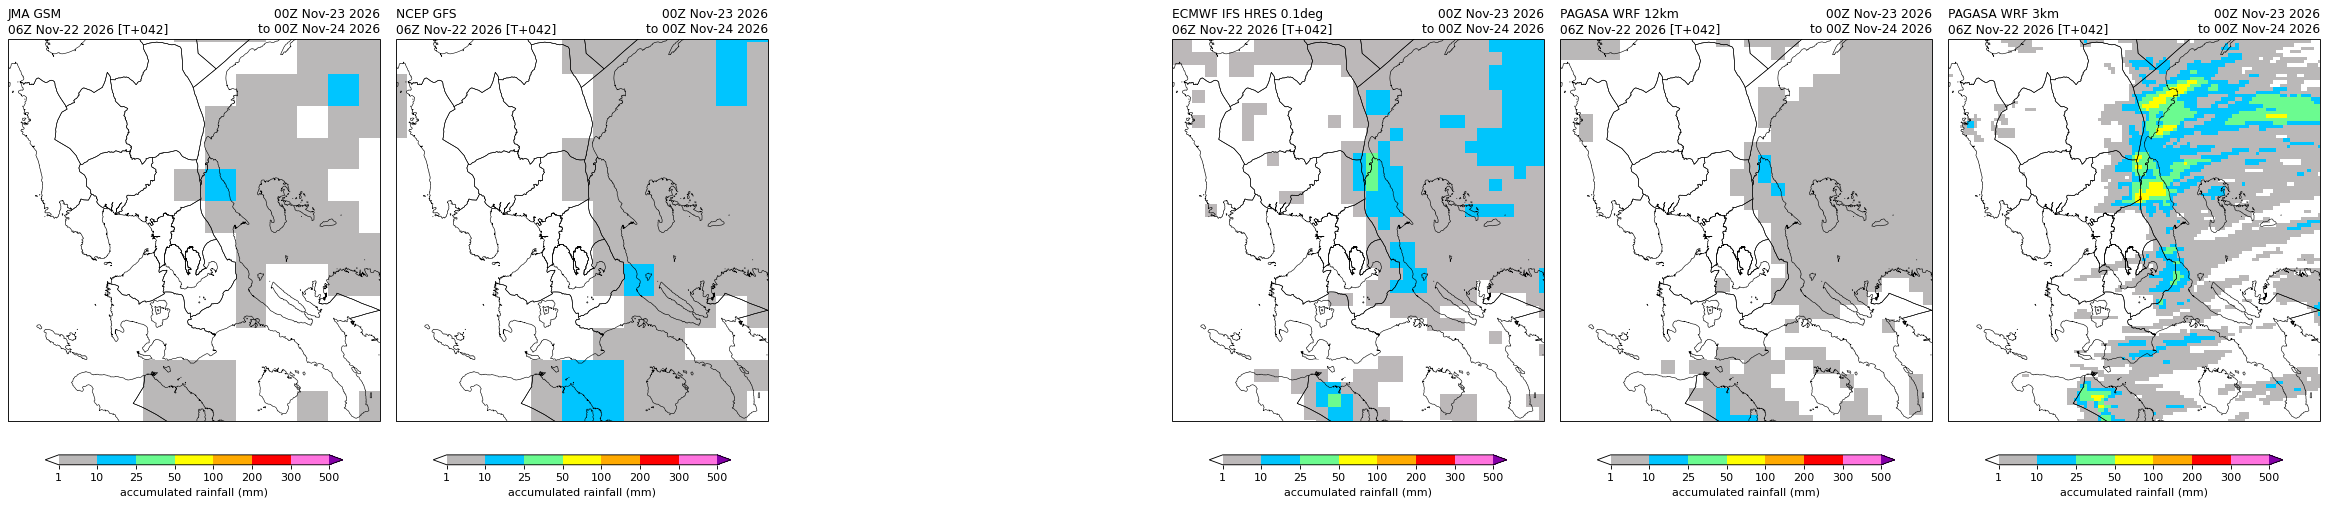 JMA GSM 00Z Nov-23 2026
06Z Nov-22 2026 [T+042] to 00Z Nov-24 2026
1 10 25 50 100 200 300 500
accumulated rainfall (mm)
NCEP GFS 00Z Nov-23 2026
06Z Nov-22 2026 [T+042] to 00Z Nov-24 2026
1 10 25 50 100 200 300 500
accumulated rainfall (mm)
ECMWF IFS HRES 0.1deg 00Z Nov-23 2026
06Z Nov-22 2026 [T+042] to 00Z Nov-24 2026
1 10 25 50 100 200 300 500
accumulated rainfall (mm)
PAGASA WRF 12km 00Z Nov-23 2026
06Z Nov-22 2026 [T+042] to 00Z Nov-24 2026
1 10 25 50 100 200 300 500
accumulated rainfall (mm)
PAGASA WRF 3km 00Z Nov-23 2026
06Z Nov-22 2026 [T+042] to 00Z Nov-24 2026
1 10 25 50 100 200 300 500
accumulated rainfall (mm)